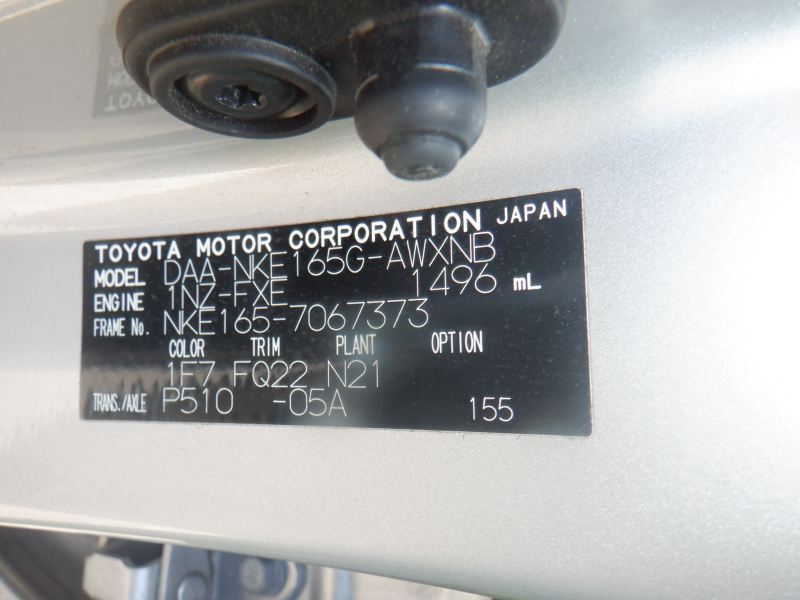 TOYOTA MOTOR CORPORATION JAPAN
MODEL DAA-NKE165G-AWXNB
ENGINE 1NZ-FXE 1496 mL
FRAME No. NKE165-7067373
COLOR TRIM PLANT OPTION
1F7 FQ22 N21
TRANS./AXLE P510 -05A 155